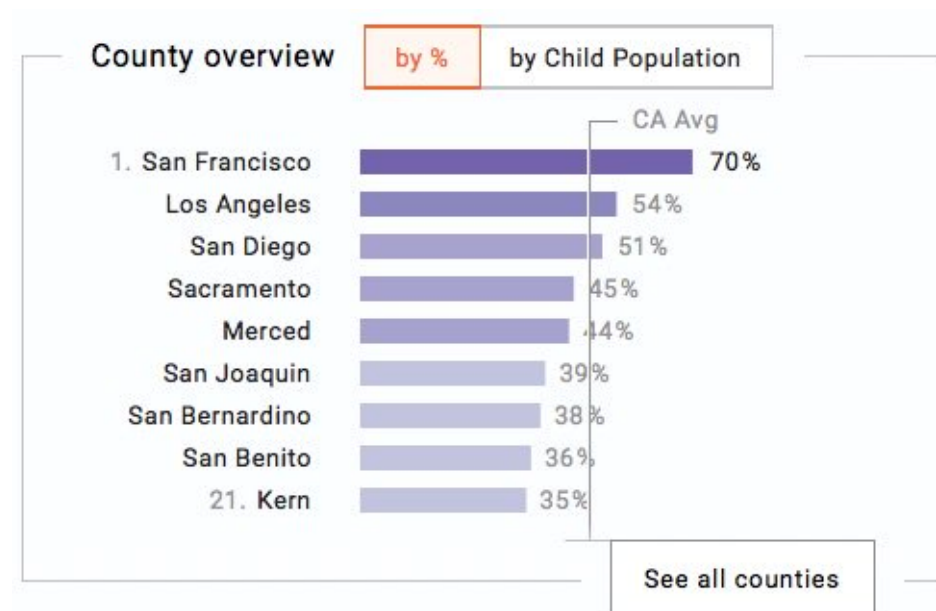 County overview by % by Child Population
CA Avg
1. San Francisco 70%
Los Angeles 54%
San Diego 51%
Sacramento 45%
Merced 44%
San Joaquin 39%
San Bernardino 38%
San Benito 36%
21. Kern 35%
See all counties